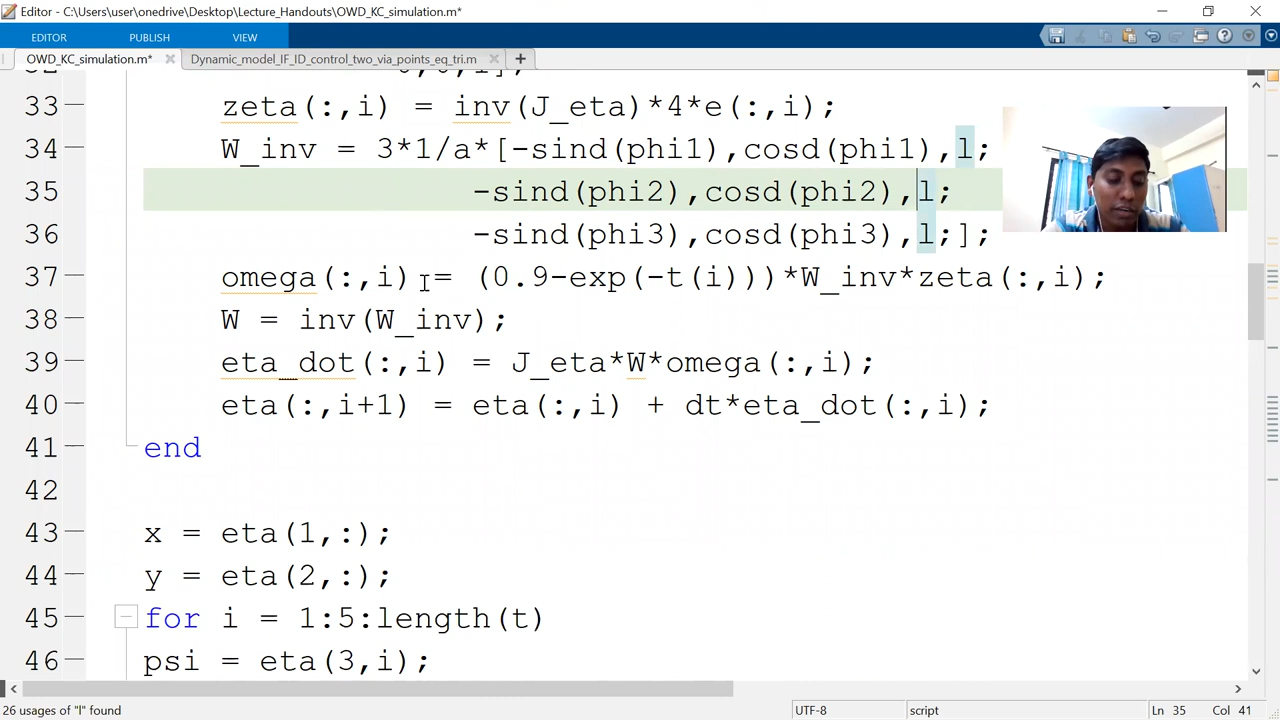 Editor - C:\Users\user\onedrive\Desktop\Lecture_Handouts\OWD_KC_simulation.m*
EDITOR PUBLISH VIEW
OWD_KC_simulation.m* Dynamic_model_IF_ID_control_two_via_points_eq_tri.m
33 zeta(:,i) = inv(J_eta)*4*e(:,i);
34 W_inv = 3*1/a*[-sind(phi1),cosd(phi1),l;
35 -sind(phi2),cosd(phi2),l;
36 -sind(phi3),cosd(phi3),l;];
37 omega(:,i) = (0.9-exp(-t(i)))*W_inv*zeta(:,i);
38 W = inv(W_inv);
39 eta_dot(:,i) = J_eta*W*omega(:,i);
40 eta(:,i+1) = eta(:,i) + dt*eta_dot(:,i);
41 end
42
43 x = eta(1,:);
44 y = eta(2,:);
45 for i = 1:5:length(t)
46 psi = eta(3,i);
26 usages of "l" found UTF-8 script Ln 35 Col 41